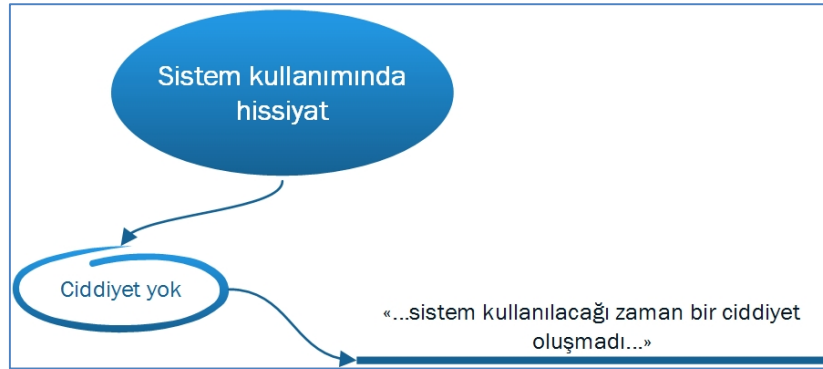 Sistem kullanımında
hissiyat
Ciddiyet yok
«...sistem kullanılacağı zaman bir ciddiyet
oluşmadı...»